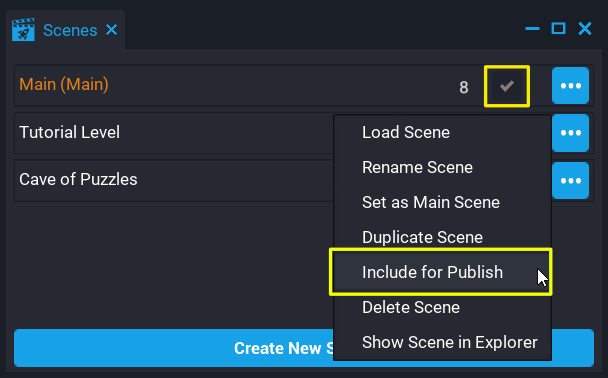 Scenes
Main (Main) 8
Tutorial Level
Cave of Puzzles
Load Scene
Rename Scene
Set as Main Scene
Duplicate Scene
Include for Publish
Delete Scene
Show Scene in Explorer
Create New